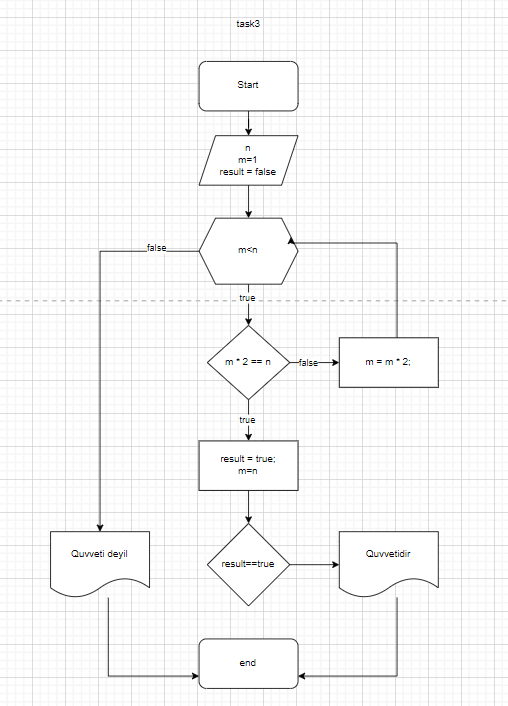 task3
Start
n
m=1
result = false
m<n
false
true
m * 2 == n
false
m = m * 2;
true
result = true;
m=n
Quvveti deyil
result==true
Quvvetidir
end